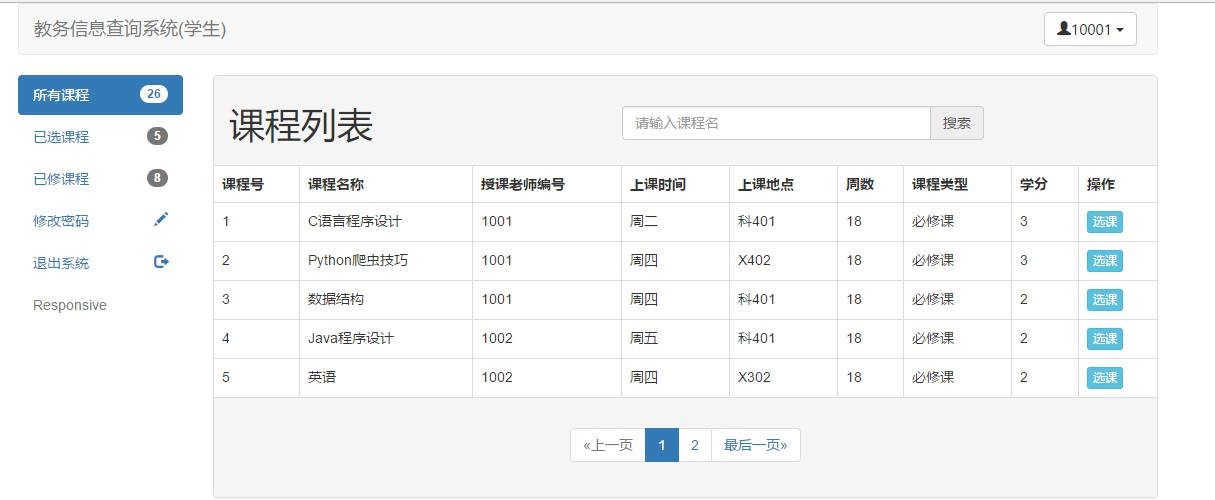 教务信息查询系统(学生)
10001
所有课程 26
已选课程 5
已修课程 8
修改密码
退出系统
Responsive
课程列表
请输入课程名 搜索
课程号 课程名称 授课老师编号 上课时间 上课地点 周数 课程类型 学分 操作
1 C语言程序设计 1001 周二 科401 18 必修课 3 选课
2 Python爬虫技巧 1001 周四 X402 18 必修课 3 选课
3 数据结构 1001 周四 科401 18 必修课 2 选课
4 Java程序设计 1002 周五 科401 18 必修课 2 选课
5 英语 1002 周四 X302 18 必修课 2 选课
«上一页 1 2 最后一页»